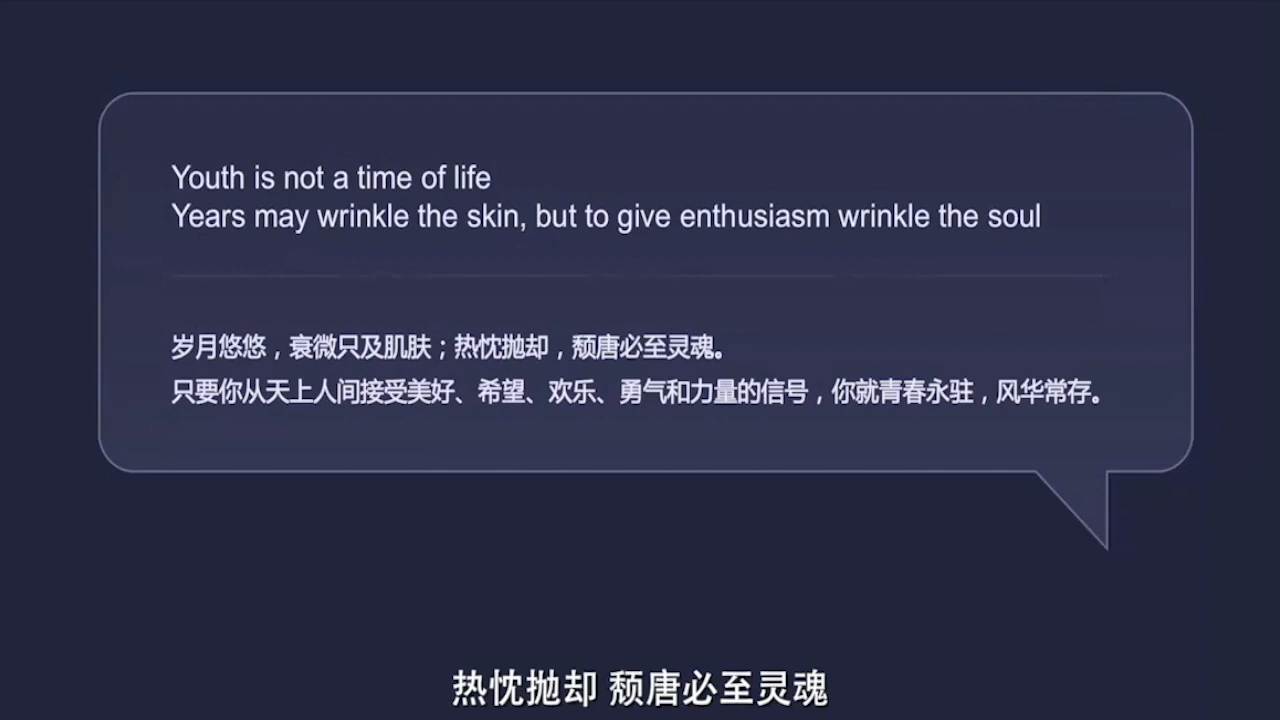 Youth is not a time of life
Years may wrinkle the skin, but to give enthusiasm wrinkle the soul
岁月悠悠，衰微只及肌肤；热忱抛却，颓唐必至灵魂。
只要你从天上人间接受美好、希望、欢乐、勇气和力量的信号，你就青春永驻，风华常存。
热忱抛却 颓唐必至灵魂